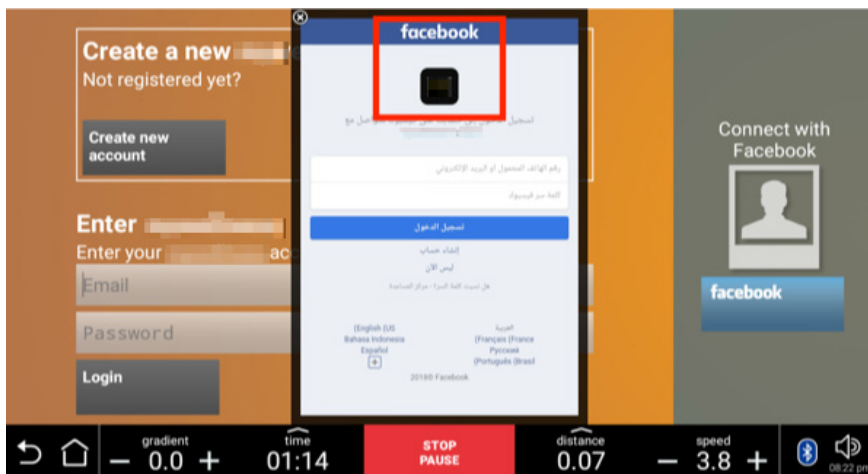 Create a new
Not registered yet?
Create new
account
Enter
Enter your
Email
Password
Login
facebook
تسجيل الدخول
رقم الهاتف المحمول أو البريد الإلكتروني
كلمة سر فيسبوك
تسجيل الدخول
إنشاء حساب
ليس الآن
هل نسيت كلمة السر؟ · مركز المساعدة
العربية
(English (US
(Français (France
Bahasa Indonesia
Русский
Español
(Português (Brasil
+
2018© Facebook
Connect with
Facebook
facebook
gradient
− 0.0 +
time
01:14
STOP
PAUSE
distance
0.07
speed
− 3.8 +
08:22 pm